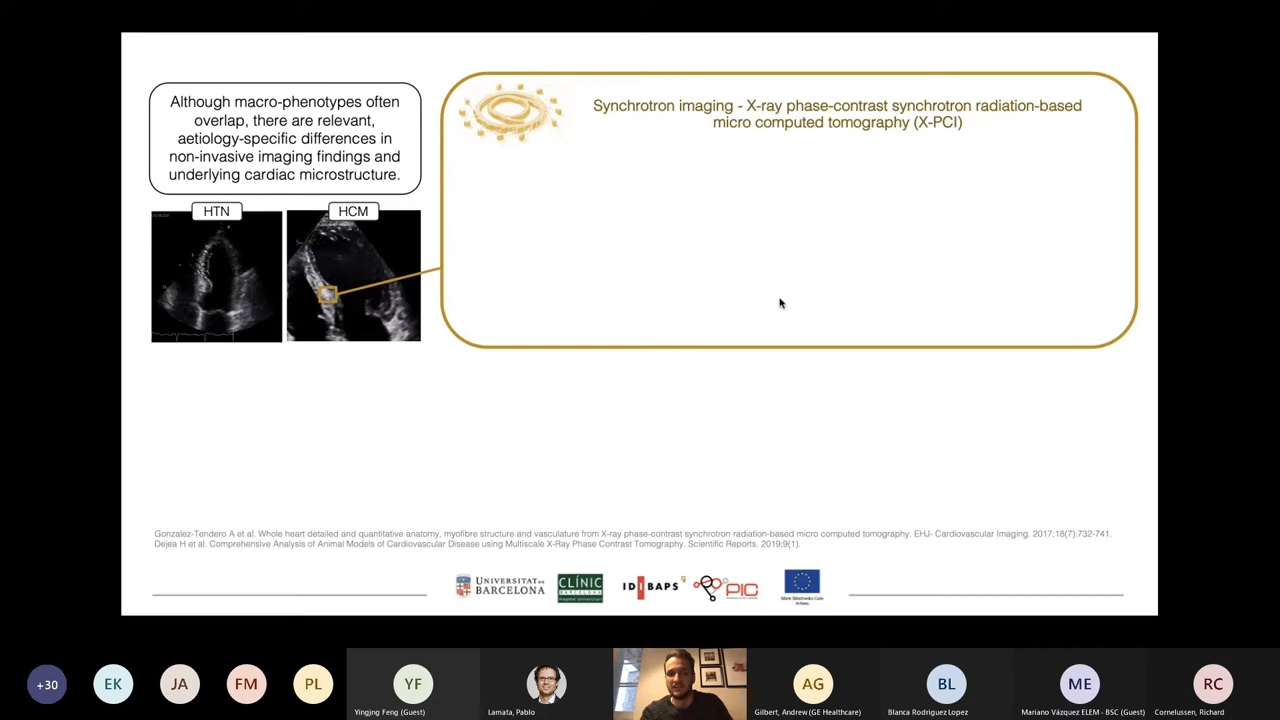 Although macro-phenotypes often
overlap, there are relevant,
aetiology-specific differences in
non-invasive imaging findings and
underlying cardiac microstructure.
Synchrotron imaging - X-ray phase-contrast synchrotron radiation-based
micro computed tomography (X-PCI)
HTN
HCM
Gonzalez-Tendero A et al. Whole heart detailed and quantitative anatomy, myofibre structure and vasculature from X-ray phase-contrast synchrotron radiation-based micro computed tomography. EHJ- Cardiovascular Imaging. 2017;18(7):732-741.
Dejea H et al. Comprehensive Analysis of Animal Models of Cardiovascular Disease using Multiscale X-Ray Phase Contrast Tomography. Scientific Reports. 2019;9(1).
UNIVERSITAT DE
BARCELONA
CLÍNIC
BARCELONA
Hospital Universitari
IDIBAPS
PIC
+30
EK
JA
FM
PL
YF
AG
BL
ME
RC
Yingjng Feng (Guest)
Lamata, Pablo
Gilbert, Andrew (GE Healthcare)
Blanca Rodriguez Lopez
Mariano Vázquez ELEM - BSC (Guest)
Cornelussen, Richard